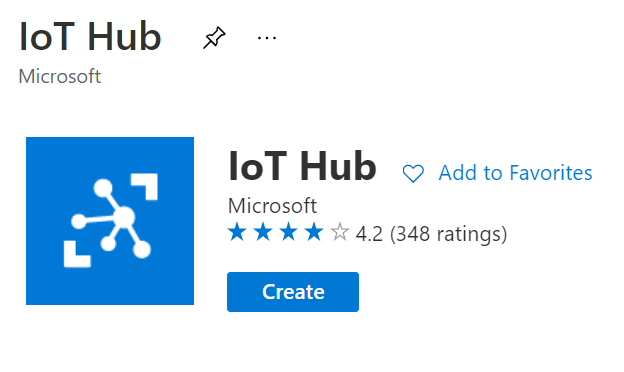 IoT Hub
Microsoft
IoT Hub
Add to Favorites
Microsoft
4.2 (348 ratings)
Create